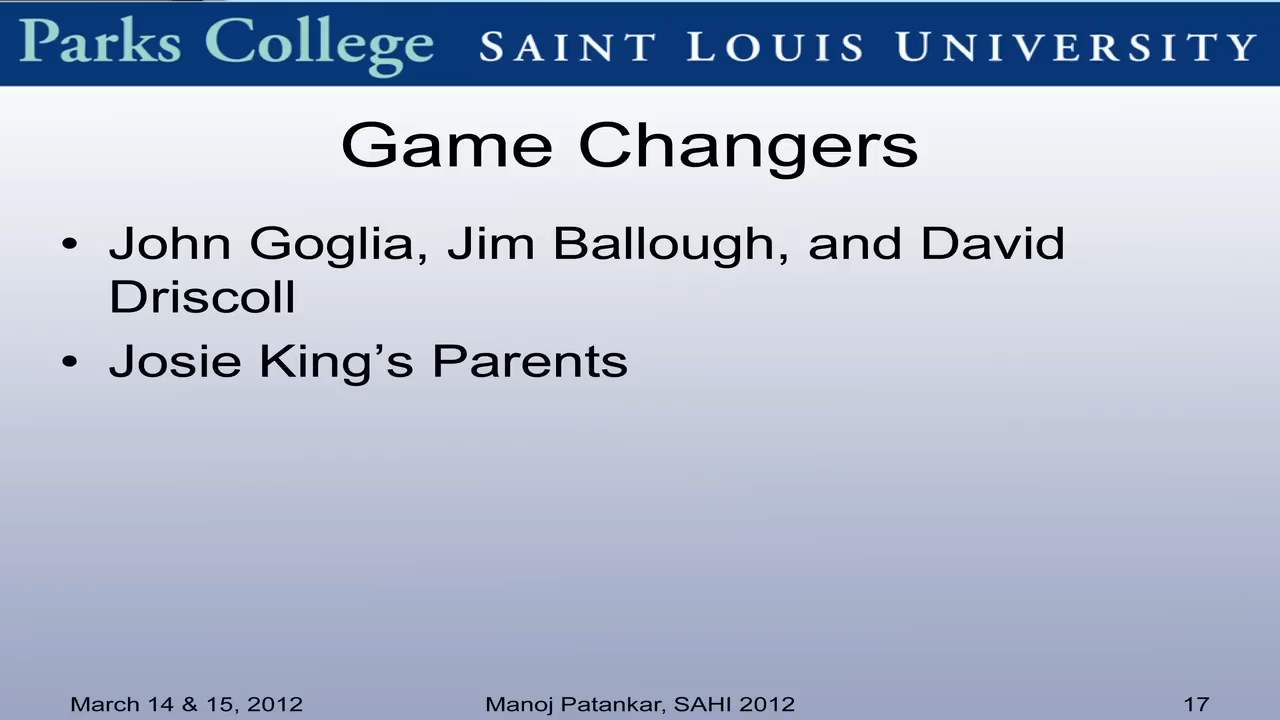 Parks College SAINT LOUIS UNIVERSITY
Game Changers
• John Goglia, Jim Ballough, and David
Driscoll
• Josie King’s Parents
March 14 & 15, 2012 Manoj Patankar, SAHI 2012 17